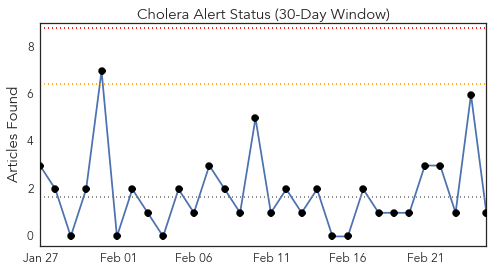 Cholera Alert Status (30-Day Window)
8
6
4
2
0
Articles Found
Jan 27
Feb 01
Feb 06
Feb 11
Feb 16
Feb 21